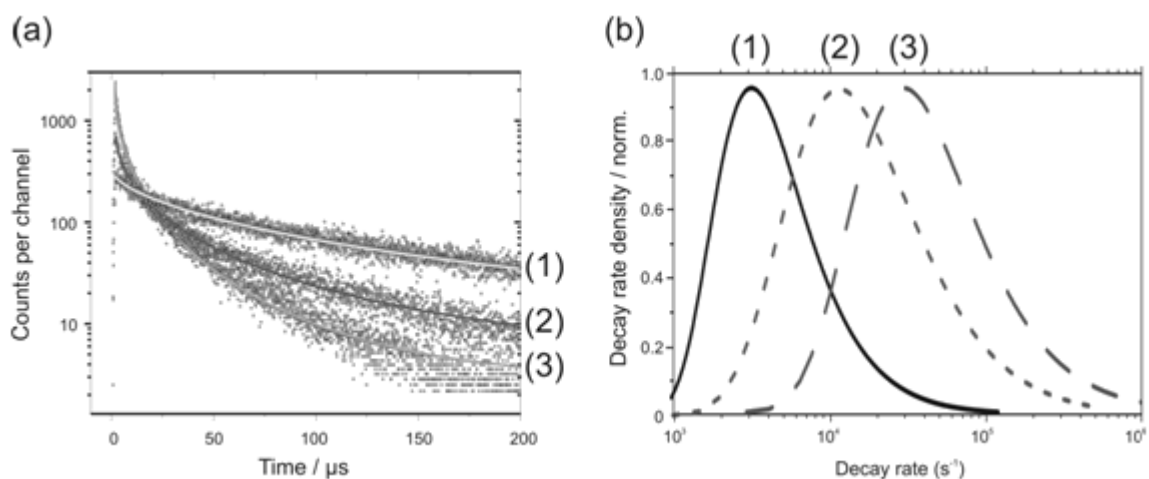 (a)
1000
100
10
Counts per channel
0 50 100 150 200
Time / µs
(1)
(2)
(3)
(b)
(1) (2) (3)
1.0
0.8
0.6
0.4
0.2
0
Decay rate density / norm.
10³ 10⁴ 10⁵ 10⁶
Decay rate (s⁻¹)